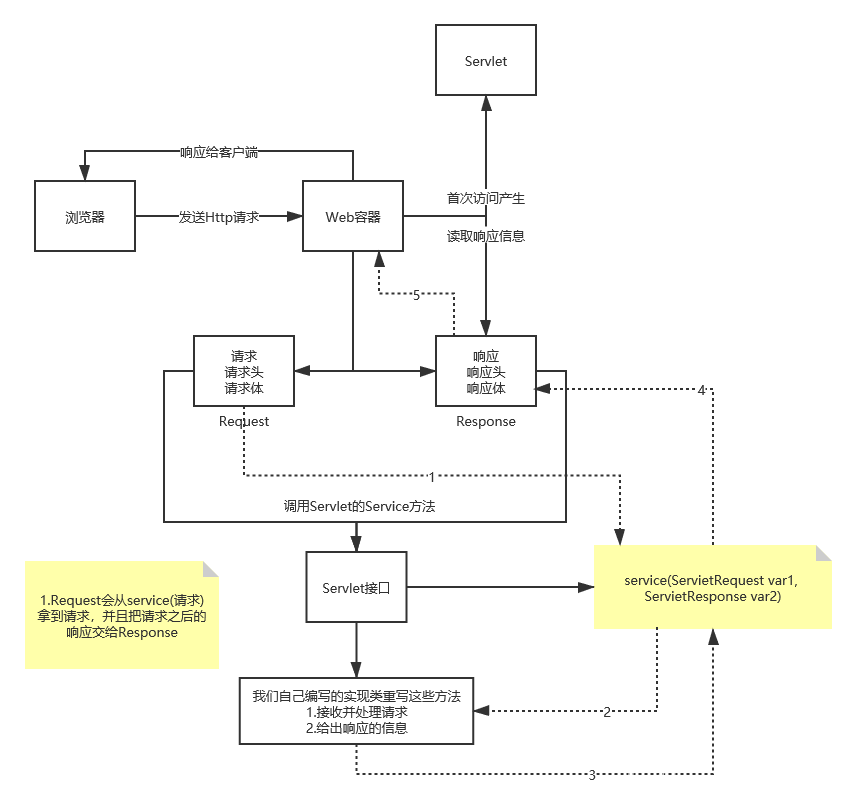 Servlet
响应给客户端
浏览器
发送Http请求
Web容器
首次访问产生
读取响应信息
5
请求
请求头
请求体
响应
响应头
响应体
4
Request
Response
1
调用Servlet的Service方法
Servlet接口
service(ServietRequest var1,
ServietResponse var2)
1.Request会从service(请求)
拿到请求，并且把请求之后的
响应交给Response
我们自己编写的实现类重写这些方法
1.接收并处理请求
2.给出响应的信息
2
3